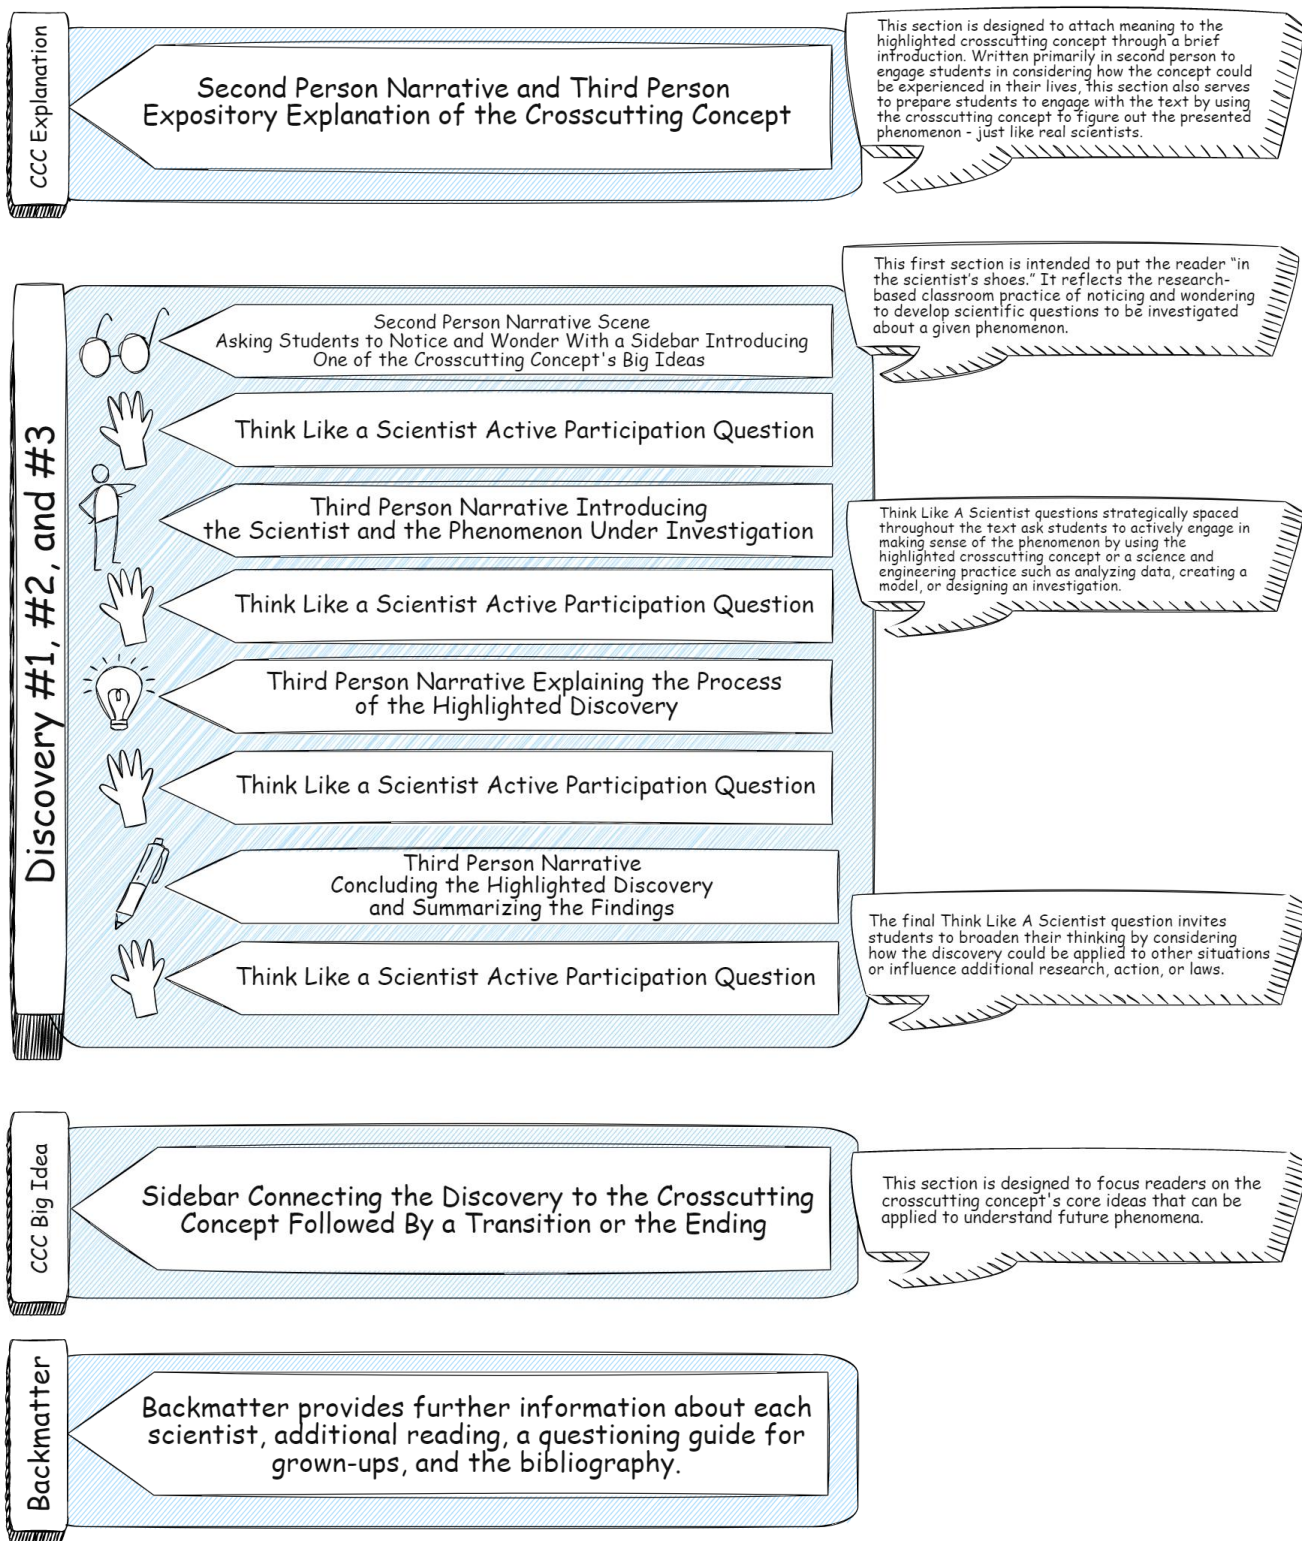 CCC Explanation
Second Person Narrative and Third Person
Expository Explanation of the Crosscutting Concept
This section is designed to attach meaning to the
highlighted crosscutting concept through a brief
introduction. Written primarily in second person to
engage students in considering how the concept could
be experienced in their lives, this section also serves
to prepare students to engage with the text by using
the crosscutting concept to figure out the presented
phenomenon - just like real scientists.
Discovery #1, #2, and #3
Second Person Narrative Scene
Asking Students to Notice and Wonder With a Sidebar Introducing
One of the Crosscutting Concept's Big Ideas
This first section is intended to put the reader “in
the scientist’s shoes.” It reflects the research-
based classroom practice of noticing and wondering
to develop scientific questions to be investigated
about a given phenomenon.
Think Like a Scientist Active Participation Question
Third Person Narrative Introducing
the Scientist and the Phenomenon Under Investigation
Think Like A Scientist questions strategically spaced
throughout the text ask students to actively engage in
making sense of the phenomenon by using the
highlighted crosscutting concept or a science and
engineering practice such as analyzing data, creating a
model, or designing an investigation.
Think Like a Scientist Active Participation Question
Third Person Narrative Explaining the Process
of the Highlighted Discovery
Think Like a Scientist Active Participation Question
Third Person Narrative
Concluding the Highlighted Discovery
and Summarizing the Findings
Think Like a Scientist Active Participation Question
The final Think Like A Scientist question invites
students to broaden their thinking by considering
how the discovery could be applied to other situations
or influence additional research, action, or laws.
CCC Big Idea
Sidebar Connecting the Discovery to the Crosscutting
Concept Followed By a Transition or the Ending
This section is designed to focus readers on the
crosscutting concept's core ideas that can be
applied to understand future phenomena.
Backmatter
Backmatter provides further information about each
scientist, additional reading, a questioning guide for
grown-ups, and the bibliography.